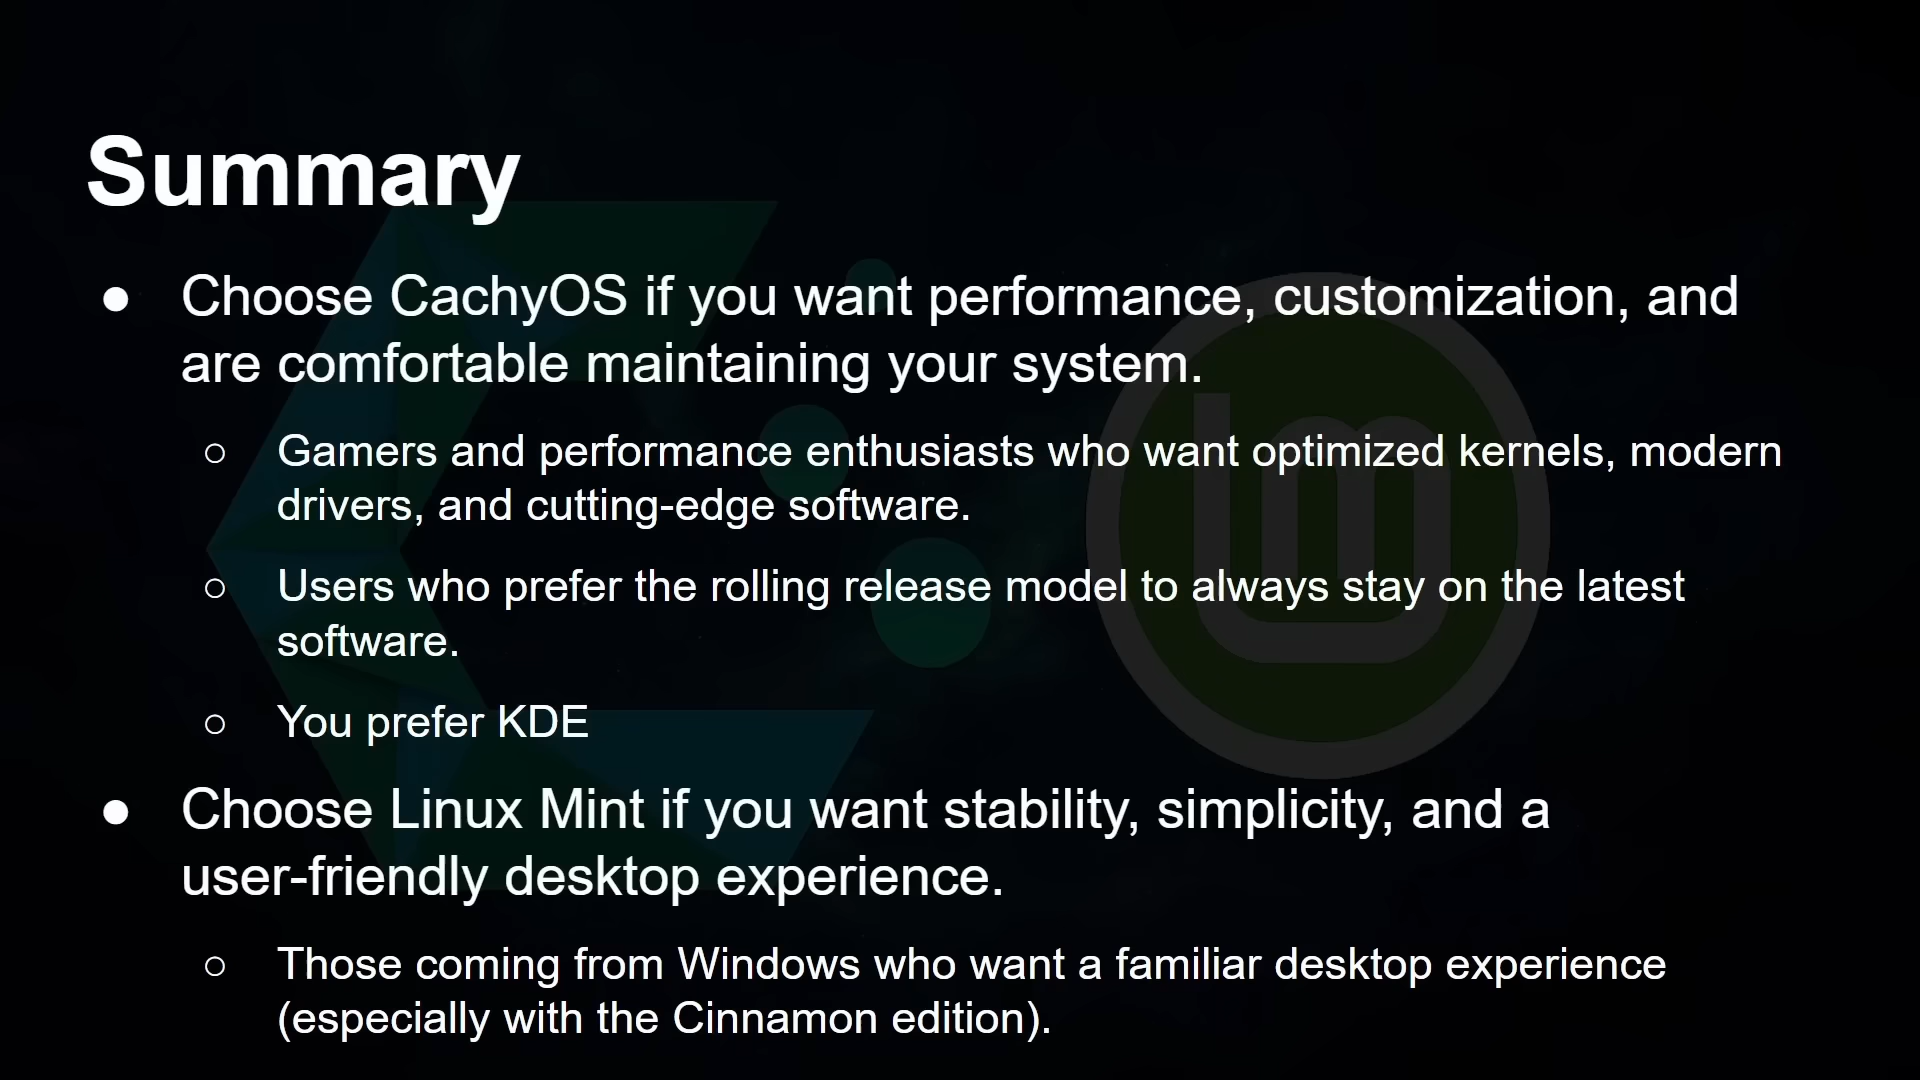 Summary
● Choose CachyOS if you want performance, customization, and
are comfortable maintaining your system.
○ Gamers and performance enthusiasts who want optimized kernels, modern
drivers, and cutting-edge software.
○ Users who prefer the rolling release model to always stay on the latest
software.
○ You prefer KDE
● Choose Linux Mint if you want stability, simplicity, and a
user-friendly desktop experience.
○ Those coming from Windows who want a familiar desktop experience
(especially with the Cinnamon edition).